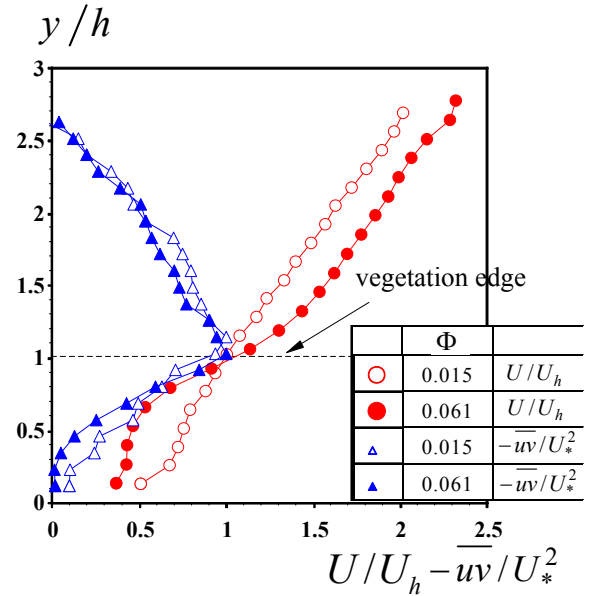 y/h
3
2.5
2
1.5
1
0.5
0
0 0.5 1 1.5 2 2.5
vegetation edge
Φ
0.015 U/U_h
0.061 U/U_h
0.015 $-\overline{uv}/U_*^2$
0.061 $-\overline{uv}/U_*^2$
$U/U_h -\overline{uv}/U_*^2$